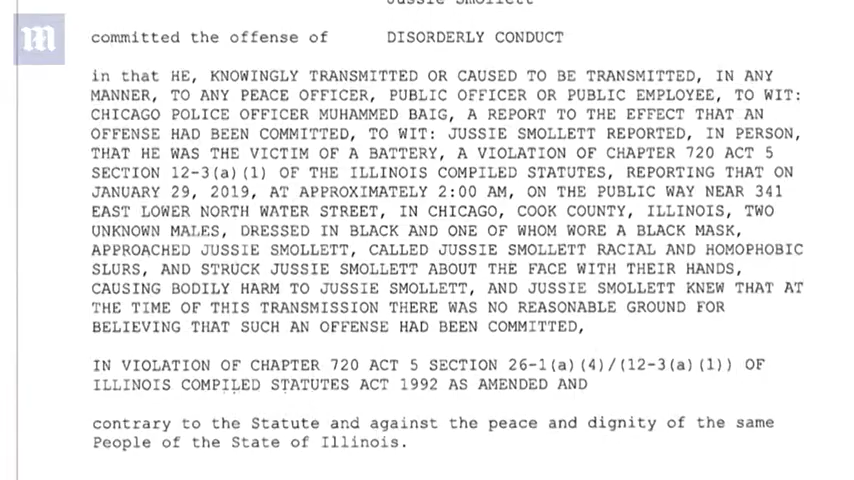 Jussie Smollett
m
committed the offense of DISORDERLY CONDUCT
in that HE, KNOWINGLY TRANSMITTED OR CAUSED TO BE TRANSMITTED, IN ANY
MANNER, TO ANY PEACE OFFICER, PUBLIC OFFICER OR PUBLIC EMPLOYEE, TO WIT:
CHICAGO POLICE OFFICER MUHAMMED BAIG, A REPORT TO THE EFFECT THAT AN
OFFENSE HAD BEEN COMMITTED, TO WIT: JUSSIE SMOLLETT REPORTED, IN PERSON,
THAT HE WAS THE VICTIM OF A BATTERY, A VIOLATION OF CHAPTER 720 ACT 5
SECTION 12-3(a)(1) OF THE ILLINOIS COMPILED STATUTES, REPORTING THAT ON
JANUARY 29, 2019, AT APPROXIMATELY 2:00 AM, ON THE PUBLIC WAY NEAR 341
EAST LOWER NORTH WATER STREET, IN CHICAGO, COOK COUNTY, ILLINOIS, TWO
UNKNOWN MALES, DRESSED IN BLACK AND ONE OF WHOM WORE A BLACK MASK,
APPROACHED JUSSIE SMOLLETT, CALLED JUSSIE SMOLLETT RACIAL AND HOMOPHOBIC
SLURS, AND STRUCK JUSSIE SMOLLETT ABOUT THE FACE WITH THEIR HANDS,
CAUSING BODILY HARM TO JUSSIE SMOLLETT, AND JUSSIE SMOLLETT KNEW THAT AT
THE TIME OF THIS TRANSMISSION THERE WAS NO REASONABLE GROUND FOR
BELIEVING THAT SUCH AN OFFENSE HAD BEEN COMMITTED,
IN VIOLATION OF CHAPTER 720 ACT 5 SECTION 26-1(a)(4)/(12-3(a)(1)) OF
ILLINOIS COMPILED STATUTES ACT 1992 AS AMENDED AND
contrary to the Statute and against the peace and dignity of the same
People of the State of Illinois.